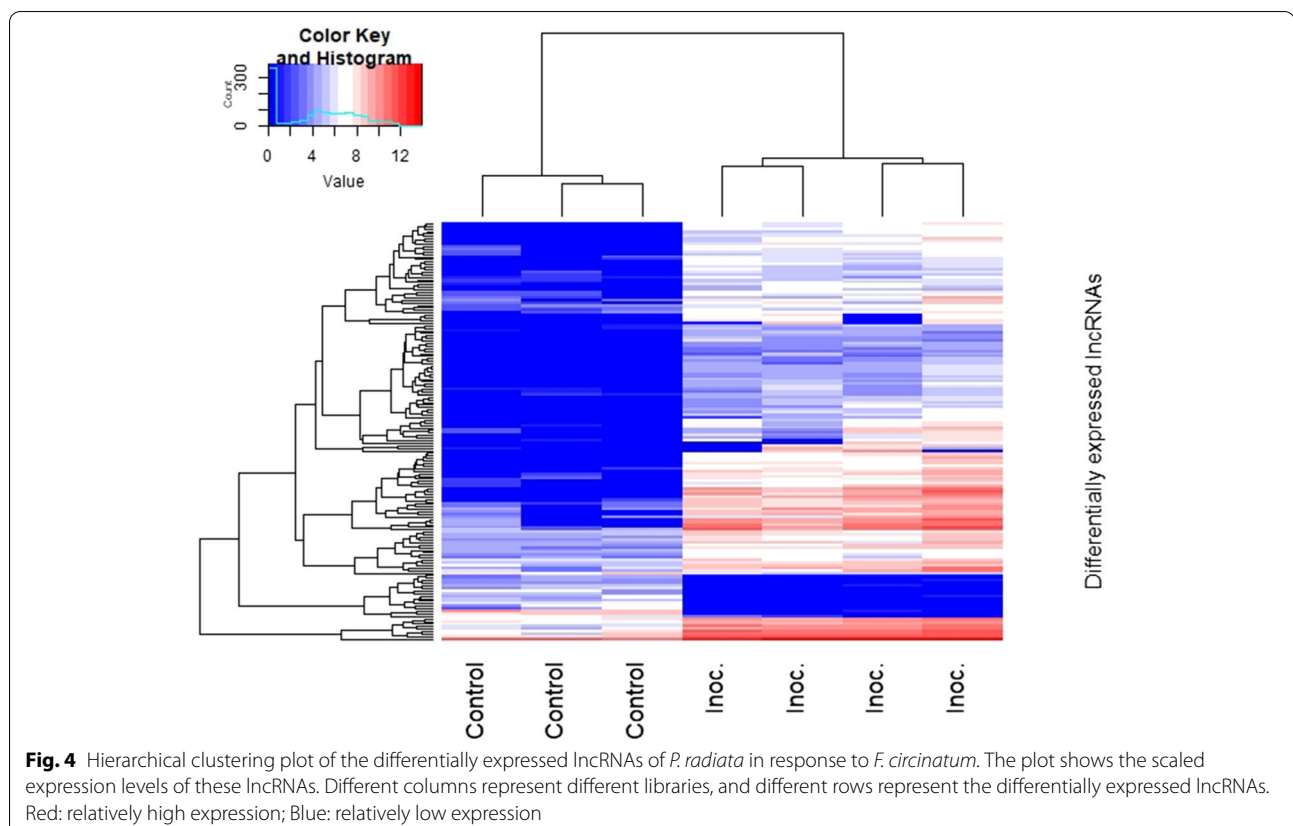 Color Key
and Histogram
Count
0
300
0
4
8
12
Value
Differentially expressed lncRNAs
Control
Control
Control
Inoc.
Inoc.
Inoc.
Inoc.
Fig. 4 Hierarchical clustering plot of the differentially expressed lncRNAs of P. radiata in response to F. circinatum. The plot shows the scaled
expression levels of these lncRNAs. Different columns represent different libraries, and different rows represent the differentially expressed lncRNAs.
Red: relatively high expression; Blue: relatively low expression